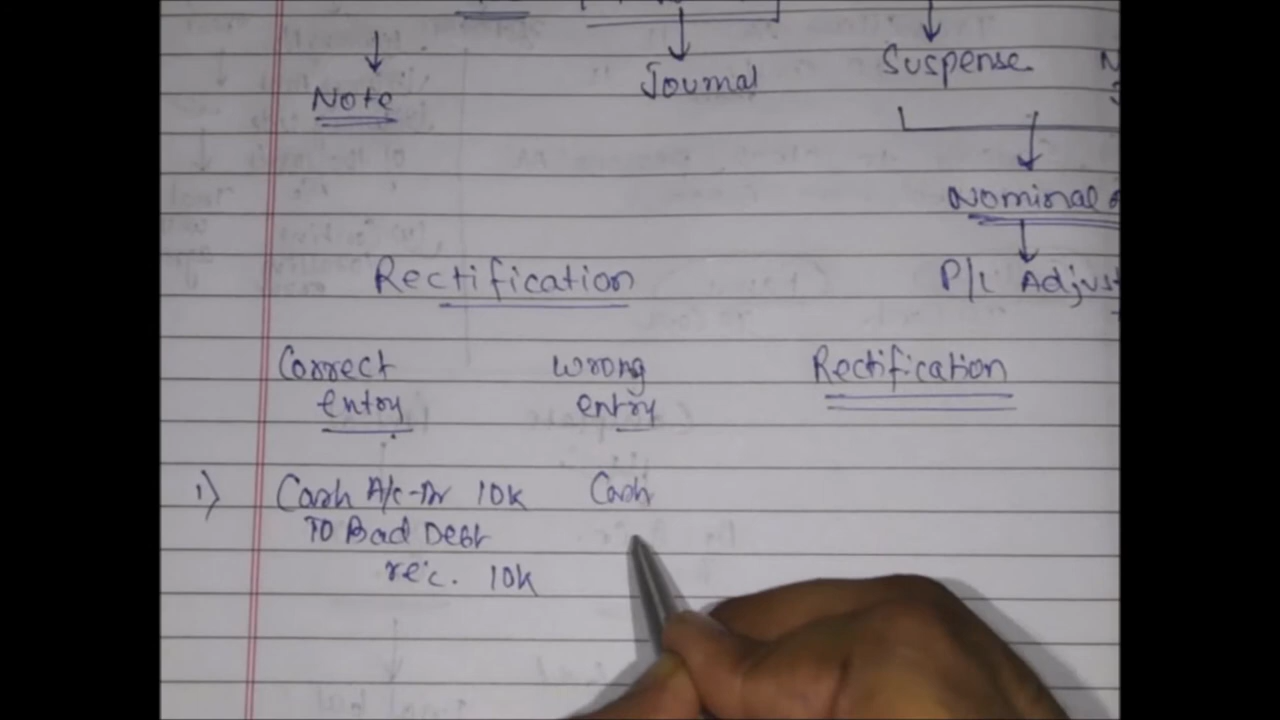 Note
Journal
Suspense
Nominal
P/L Adjust
Rectification
Correct
entry
Wrong
entry
Rectification
1) Cash A/c-Dr 10K
To Bad Debt
rec. 10K
Cash